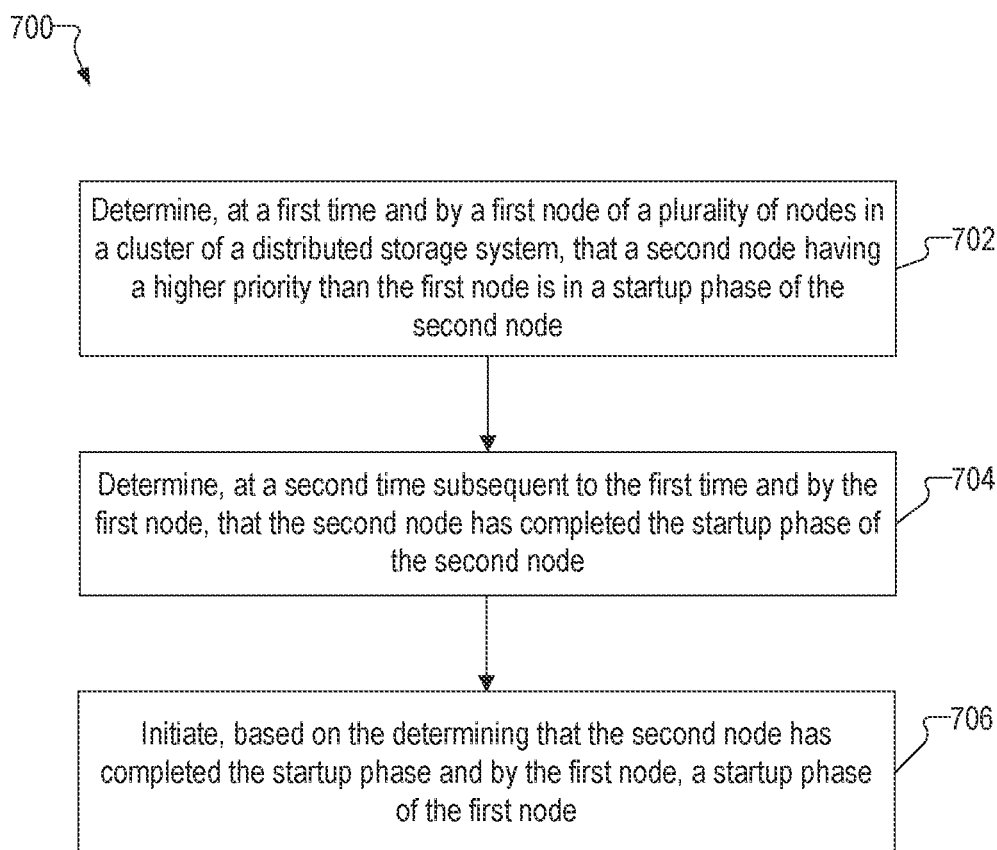 700
Determine, at a first time and by a first node of a plurality of nodes in
a cluster of a distributed storage system, that a second node having
a higher priority than the first node is in a startup phase of the
second node
702
Determine, at a second time subsequent to the first time and by the
first node, that the second node has completed the startup phase of
the second node
704
Initiate, based on the determining that the second node has
completed the startup phase and by the first node, a startup phase
of the first node
706